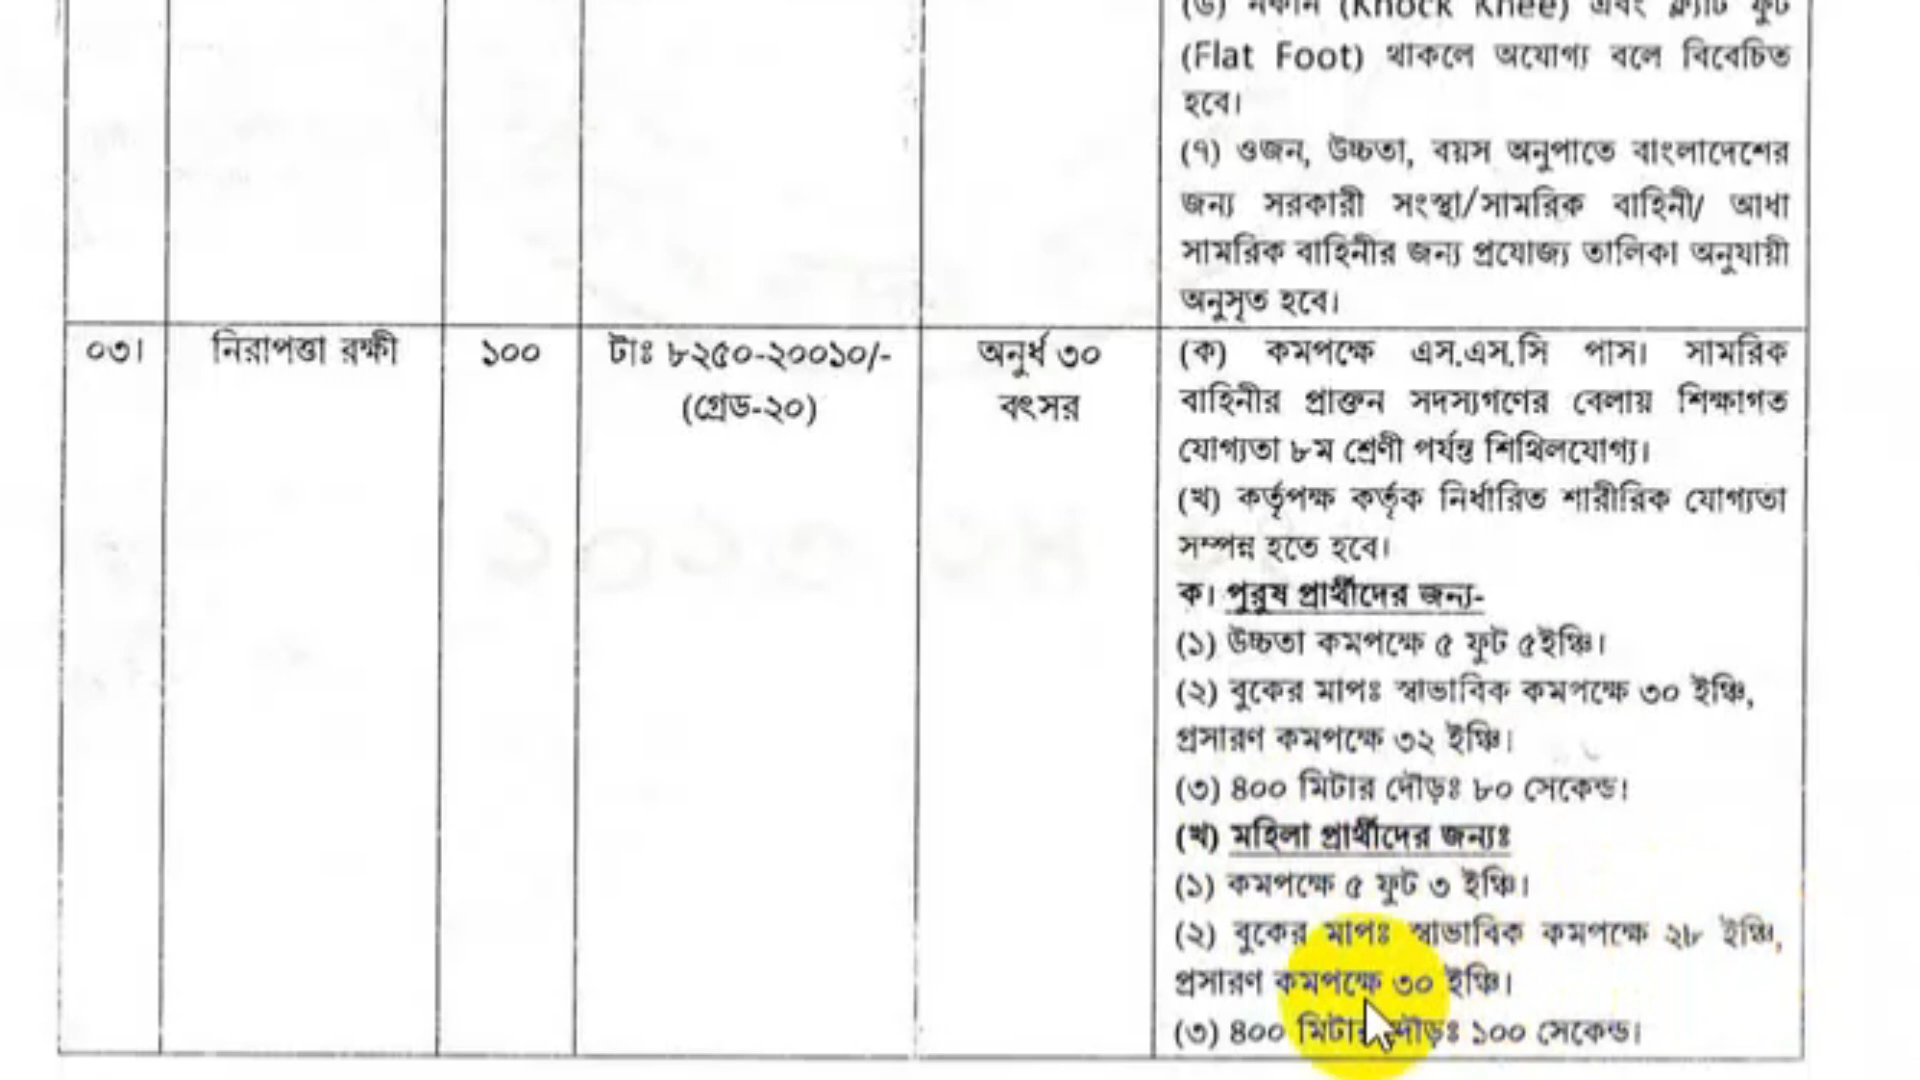 (ঙ) নকনি (Knock Knee) এবং ফ্ল্যাট ফুট
(Flat Foot) থাকলে অযোগ্য বলে বিবেচিত
হবে।
(৭) ওজন, উচ্চতা, বয়স অনুপাতে বাংলাদেশের
জন্য সরকারী সংস্থা/সামরিক বাহিনী/ আধা
সামরিক বাহিনীর জন্য প্রযোজ্য তালিকা অনুযায়ী
অনুসৃত হবে।
০৩। নিরাপত্তা রক্ষী ১০০ টাঃ ৮২৫০-২০০১০/- (গ্রেড-২০) অনুর্ধ ৩০ বৎসর
(ক) কমপক্ষে এস.এস.সি পাস। সামরিক
বাহিনীর প্রাক্তন সদস্যগণের বেলায় শিক্ষাগত
যোগ্যতা ৮ম শ্রেণী পর্যন্ত শিথিলযোগ্য।
(খ) কর্তৃপক্ষ কর্তৃক নির্ধারিত শারীরিক যোগ্যতা
সম্পন্ন হতে হবে।
ক। পুরুষ প্রার্থীদের জন্য-
(১) উচ্চতা কমপক্ষে ৫ ফুট ৫ইঞ্চি।
(২) বুকের মাপঃ স্বাভাবিক কমপক্ষে ৩০ ইঞ্চি,
প্রসারণ কমপক্ষে ৩২ ইঞ্চি।
(৩) ৪০০ মিটার দৌড়ঃ ৮০ সেকেন্ড।
(খ) মহিলা প্রার্থীদের জন্যঃ
(১) কমপক্ষে ৫ ফুট ৩ ইঞ্চি।
(২) বুকের মাপঃ স্বাভাবিক কমপক্ষে ২৮ ইঞ্চি,
প্রসারণ কমপক্ষে ৩০ ইঞ্চি।
(৩) ৪০০ মিটার দৌড়ঃ ১০০ সেকেন্ড।